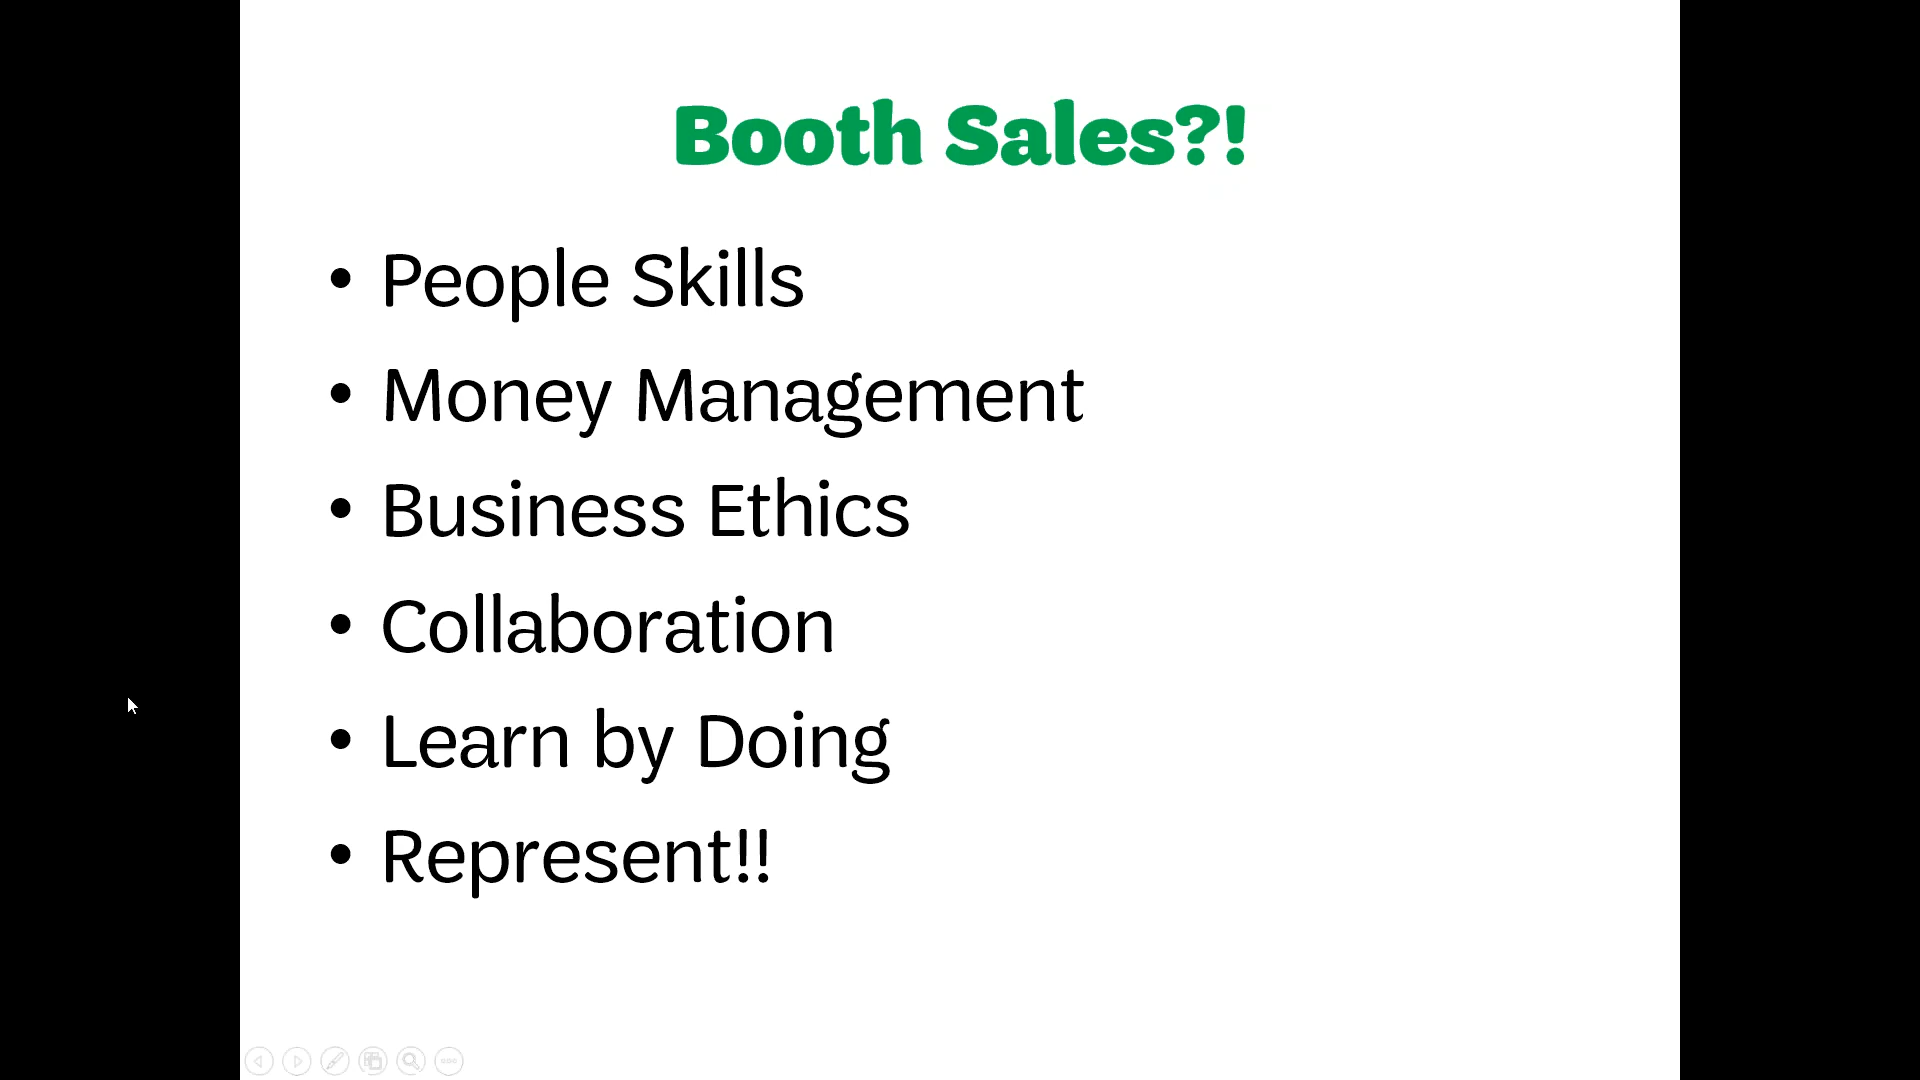 Booth Sales?!
• People Skills
• Money Management
• Business Ethics
• Collaboration
• Learn by Doing
• Represent!!